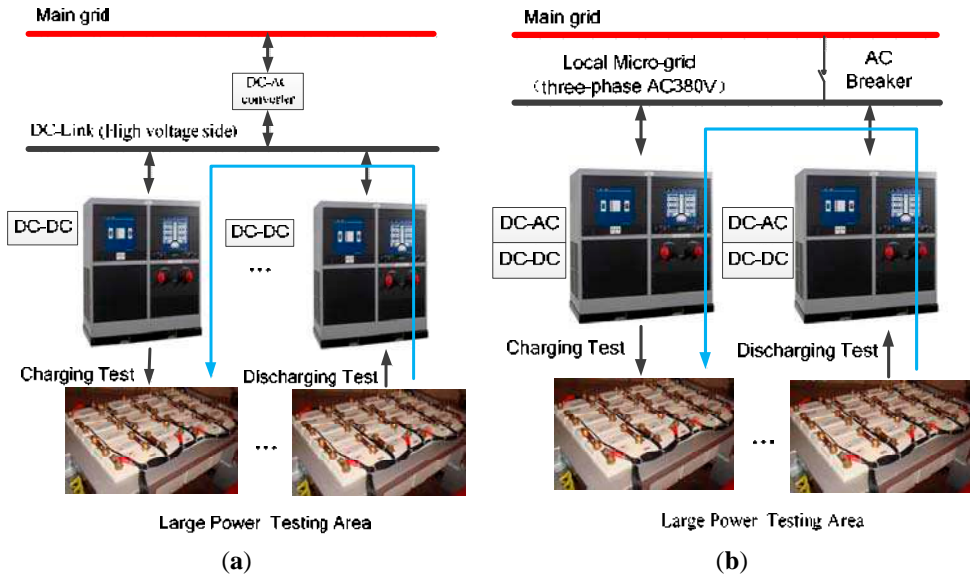 Main grid
DC-AC
converter
DC-Link (High voltage side)
DC-DC
DC-DC
...
Charging Test
Discharging Test
...
Large Power Testing Area
(a)
Main grid
Local Micro-grid
(three-phase AC380V)
AC
Breaker
DC-AC
DC-DC
DC-AC
DC-DC
Charging Test
Discharging Test
...
Large Power Testing Area
(b)